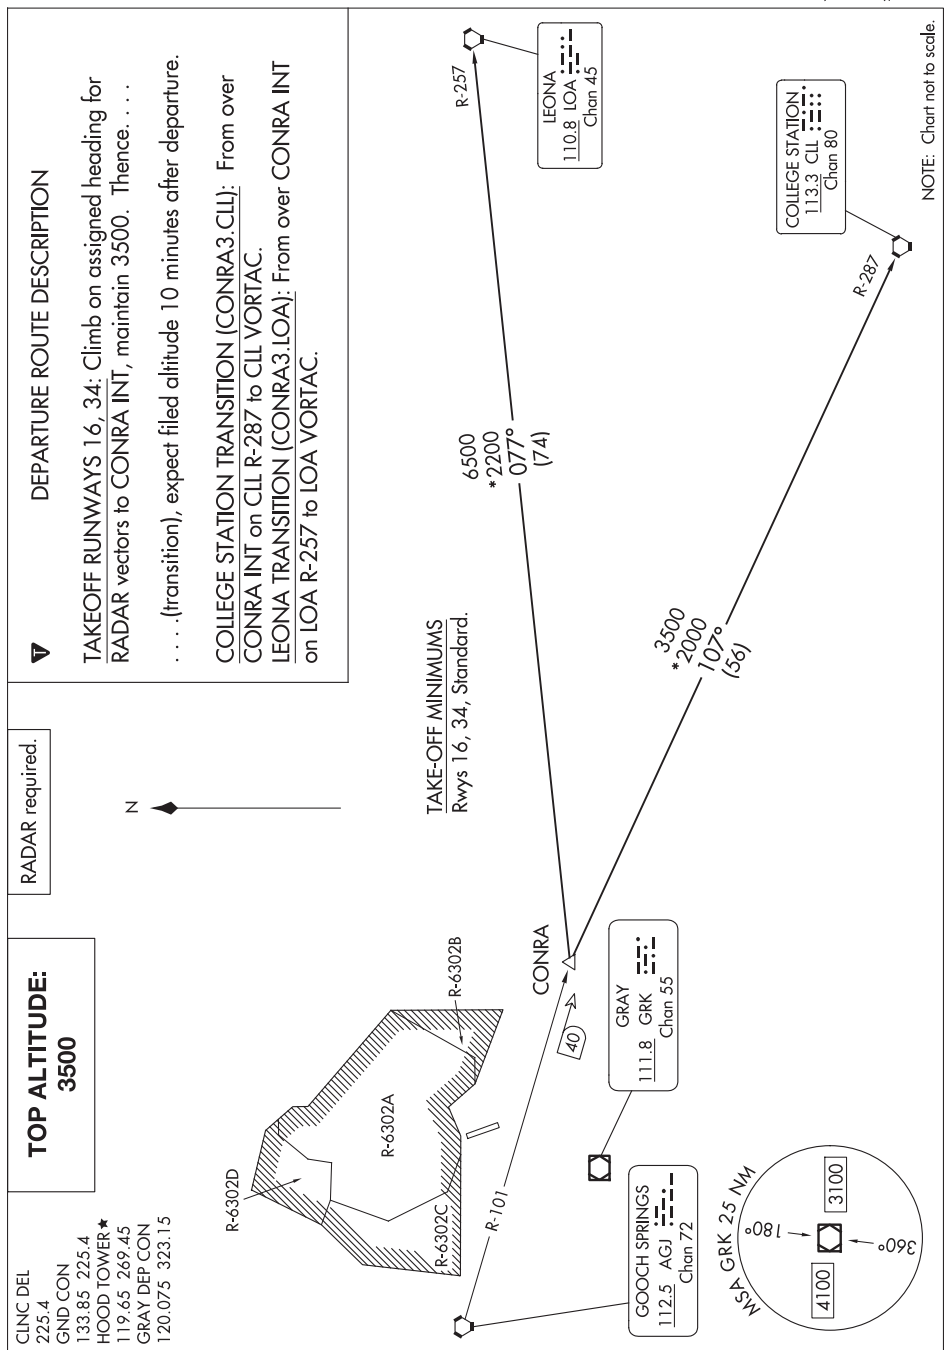 CLNC DEL
225.4
GND CON
133.85 225.4
HOOD TOWER★
119.65 269.45
GRAY DEP CON
120.075 323.15
TOP ALTITUDE:
3500
RADAR required.
T
DEPARTURE ROUTE DESCRIPTION
TAKEOFF RUNWAYS 16, 34: Climb on assigned heading for
RADAR vectors to CONRA INT, maintain 3500. Thence. . . .
. . . .(transition), expect filed altitude 10 minutes after departure.
COLLEGE STATION TRANSITION (CONRA3.CLL): From over
CONRA INT on CLL R-287 to CLL VORTAC.
LEONA TRANSITION (CONRA3.LOA): From over CONRA INT
on LOA R-257 to LOA VORTAC.
N
TAKE-OFF MINIMUMS
Rwys 16, 34, Standard.
R-6302D
R-6302A
R-6302C
R-6302B
R-101
CONRA
40
GOOCH SPRINGS
112.5 AGJ
Chan 72
GRAY
111.8 GRK
Chan 55
6500
*2200
077°
(74)
R-257
LEONA
110.8 LOA
Chan 45
3500
*2000
107°
(56)
R-287
COLLEGE STATION
113.3 CLL
Chan 80
MSA GRK 25 NM
180°
360°
4100
3100
NOTE: Chart not to scale.